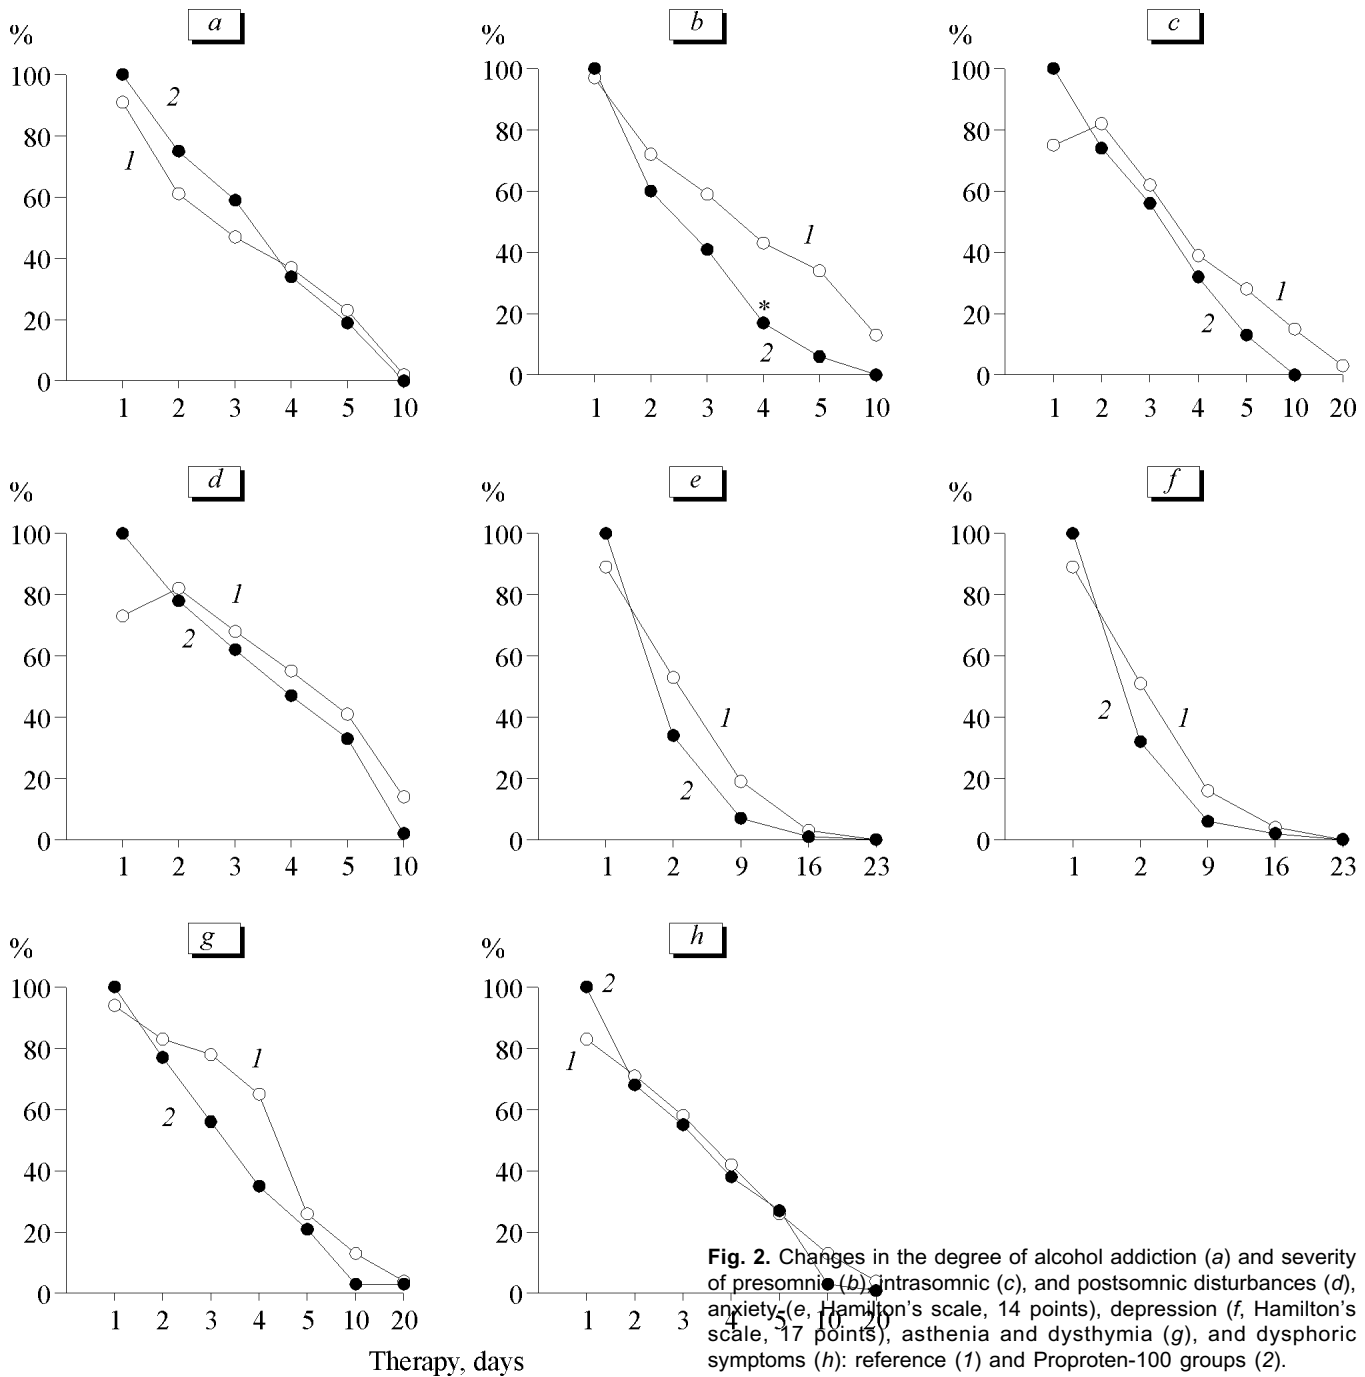 a b c
% % %
100 100 100
2
80 80 80
1
60 60 60
1
40 40 40
1
*
20 20 2 20
2
0 0 0
1 2 3 4 5 10 1 2 3 4 5 10 1 2 3 4 5 10 20
d e f
% % %
100 100 100
80 80 80
1
2
60 60 60
2
40 40 1 40 1
20 2 20 20
0 0 0
1 2 3 4 5 10 1 2 9 16 23 1 2 9 16 23
g h
% %
100 100 2
80 80
1 1
60 2 60
40 40
20 20
0 0
1 2 3 4 5 10 20 1 2 3 4 5 10 20
Therapy, days
Fig. 2. Changes in the degree of alcohol addiction (a) and severity
of presomnic (b), intrasomnic (c), and postsomnic disturbances (d),
anxiety (e, Hamilton's scale, 14 points), depression (f, Hamilton's
scale, 17 points), asthenia and dysthymia (g), and dysphoric
symptoms (h): reference (1) and Proproten-100 groups (2).